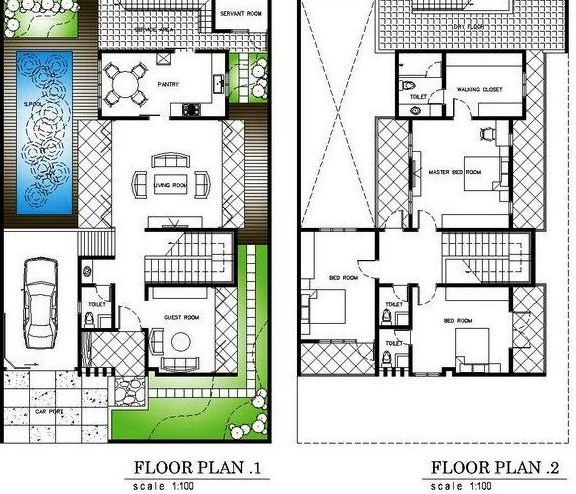 SERVANT ROOM
SERVICE AREA
PANTRY
S.POOL
LIVING ROOM
TOILET
GUEST ROOM
CAR PORT
FLOOR PLAN .1
scale 1:100
DRY FLOOR
TOILET
WALKING CLOSET
MASTER BED ROOM
BED ROOM
TOILET
BED ROOM
TOILET
FLOOR PLAN .2
scale 1:100